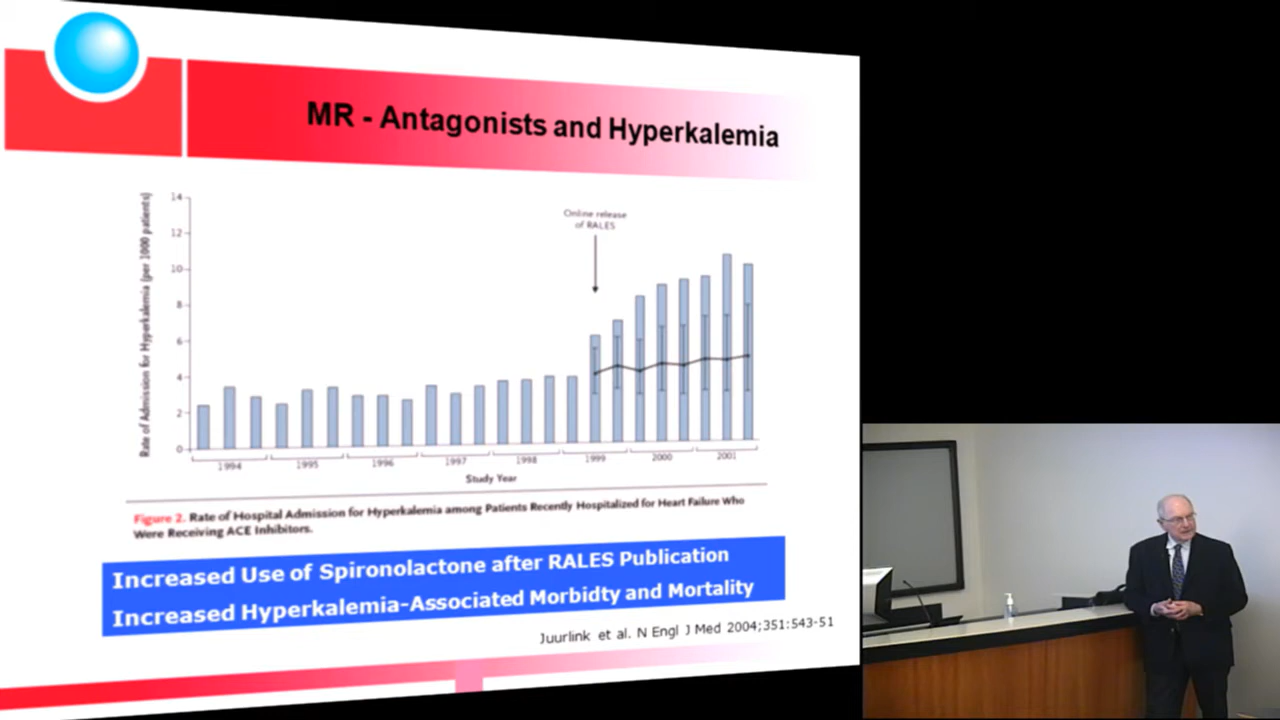 MR - Antagonists and Hyperkalemia
Rate of Admission for Hyperkalemia (per 1000 patients)
14
12
10
8
6
4
2
0
Online release
of RALES
1994 1995 1996 1997 1998 1999 2000 2001
Study Year
Figure 2. Rate of Hospital Admission for Hyperkalemia among Patients Recently Hospitalized for Heart Failure Who
Were Receiving ACE Inhibitors.
Increased Use of Spironolactone after RALES Publication
Increased Hyperkalemia-Associated Morbidty and Mortality
Juurlink et al. N Engl J Med 2004;351:543-51